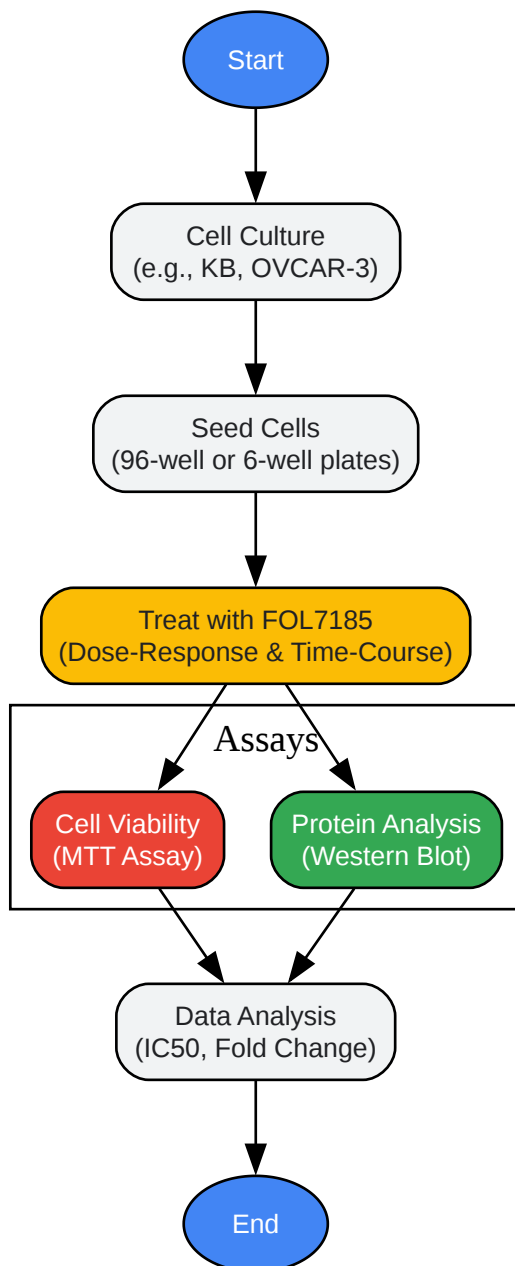 Start
Cell Culture
(e.g., KB, OVCAR-3)
Seed Cells
(96-well or 6-well plates)
Treat with FOL7185
(Dose-Response & Time-Course)
Assays
Cell Viability
(MTT Assay)
Protein Analysis
(Western Blot)
Data Analysis
(IC50, Fold Change)
End